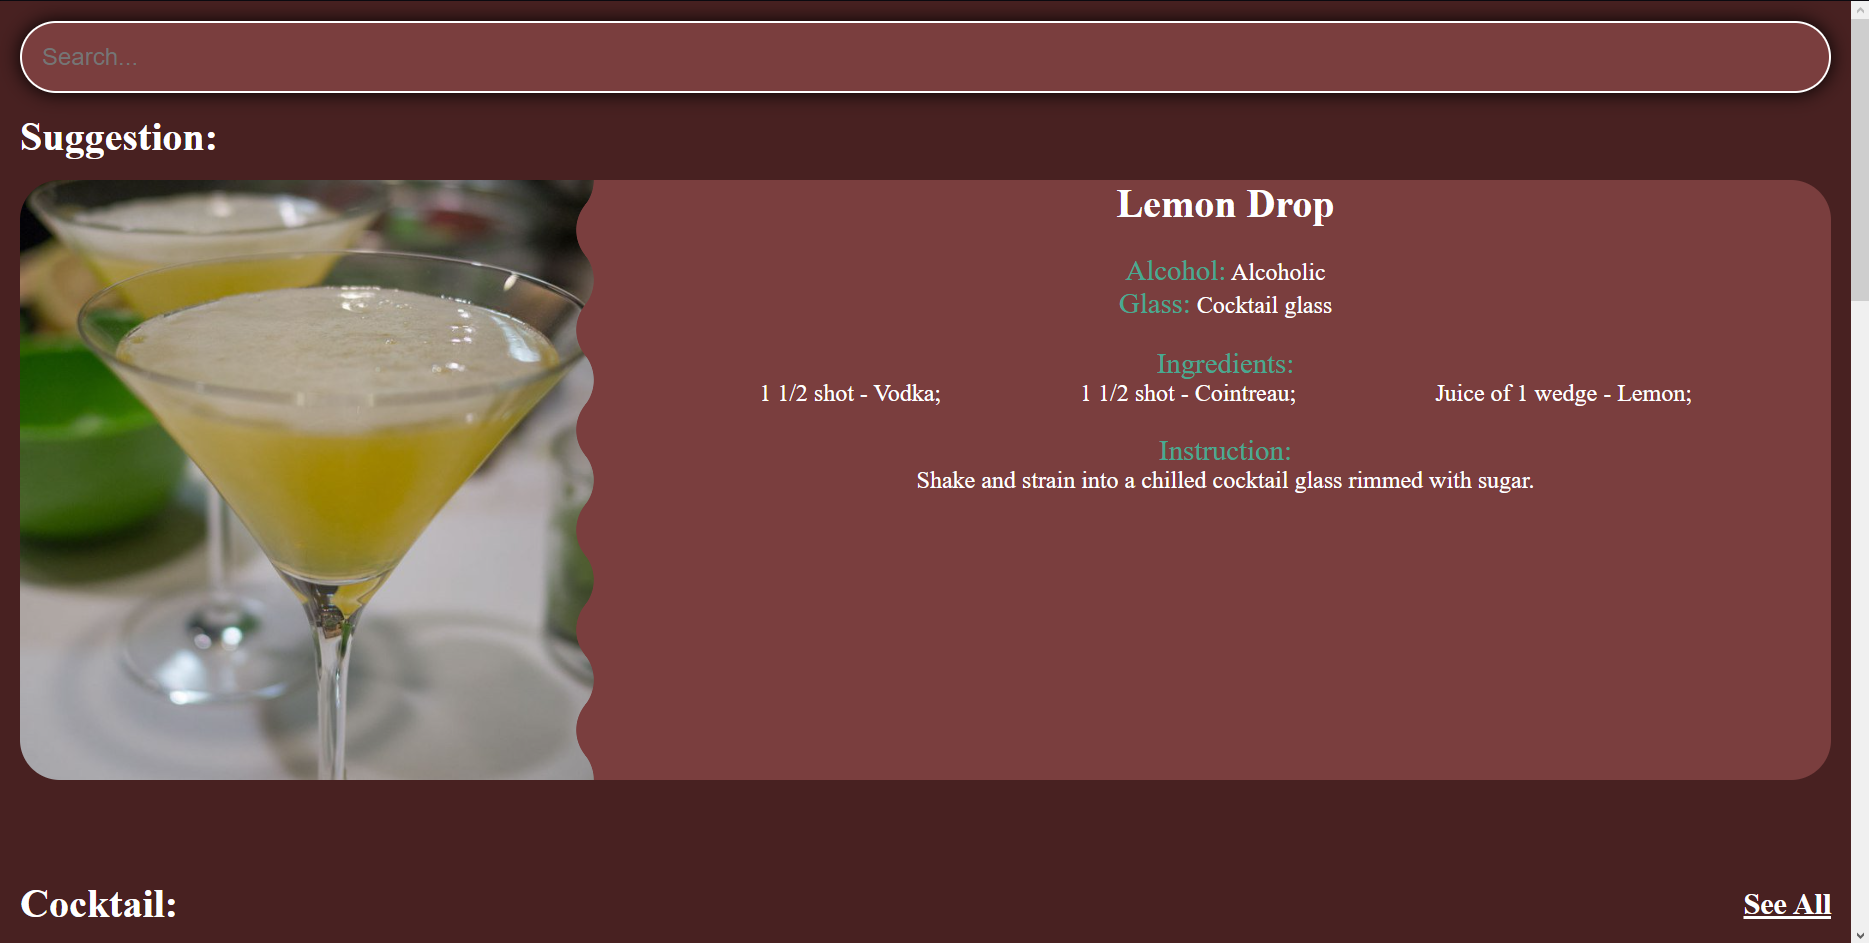 Search...
Suggestion:
Lemon Drop
Alcohol: Alcoholic
Glass: Cocktail glass
Ingredients:
1 1/2 shot - Vodka; 1 1/2 shot - Cointreau; Juice of 1 wedge - Lemon;
Instruction:
Shake and strain into a chilled cocktail glass rimmed with sugar.
Cocktail: See All